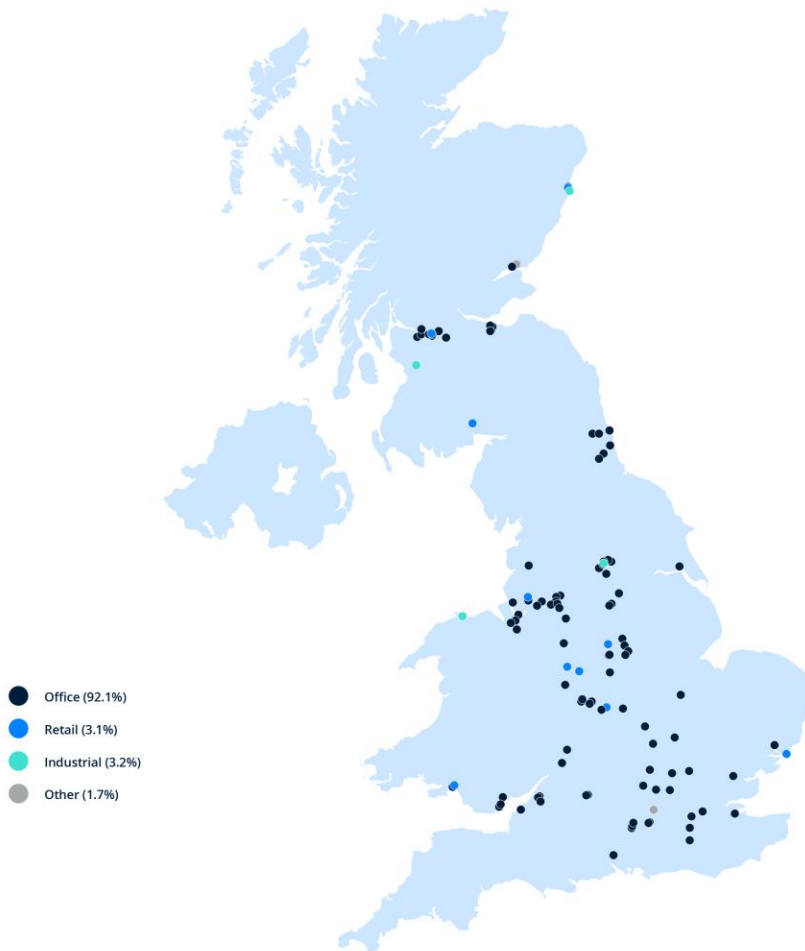 Office (92.1%)
Retail (3.1%)
Industrial (3.2%)
Other (1.7%)